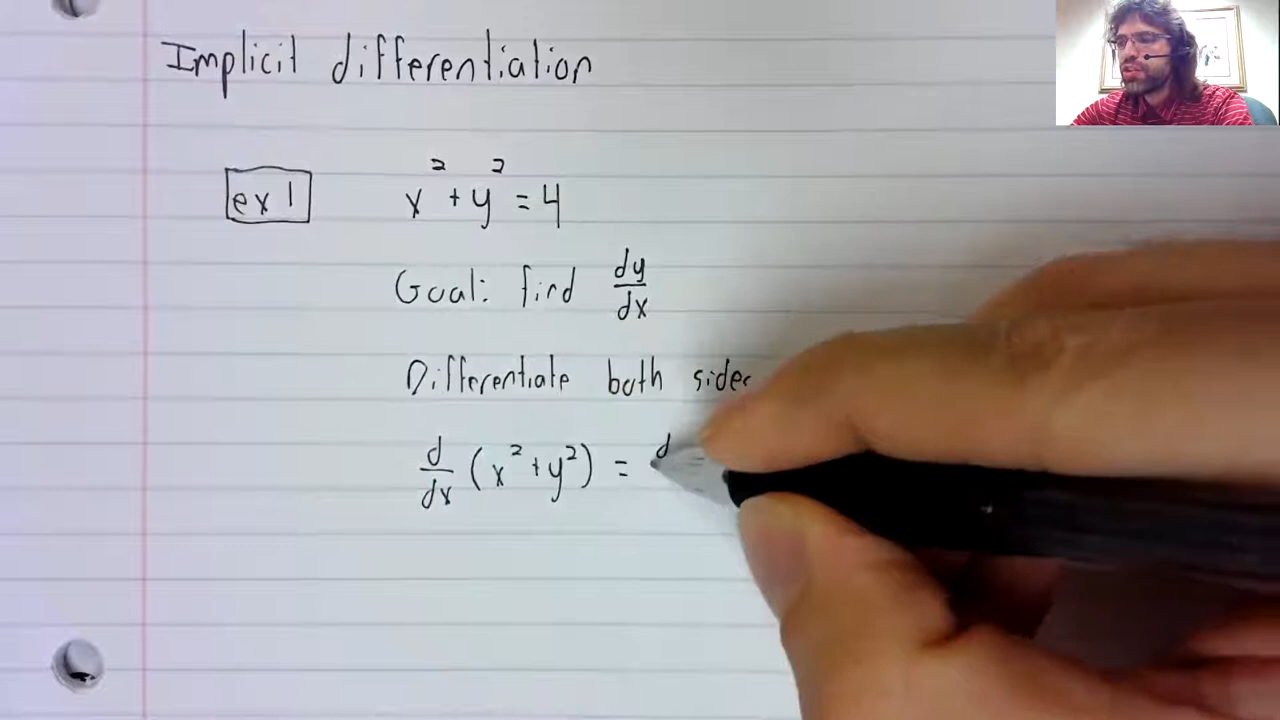 Implicit differentiation
ex 1 x² + y² = 4
Goal: find dy/dx
Differentiate both sides
d/dx (x² + y²) = d